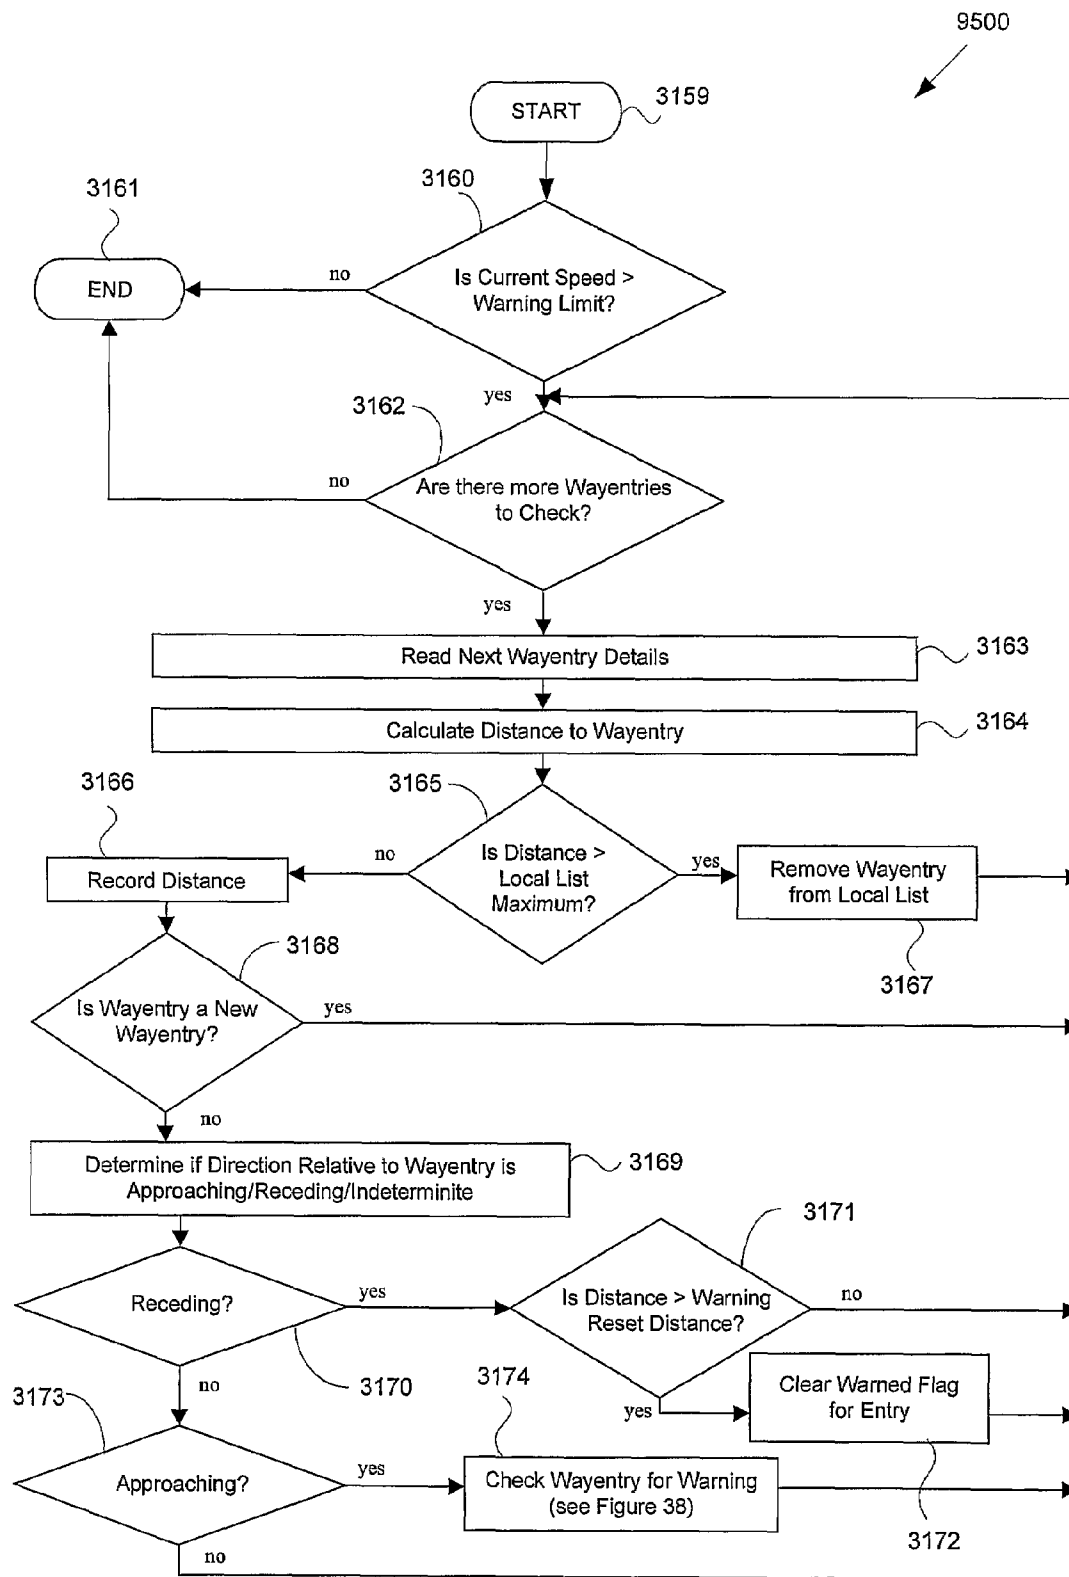 9500
START
3159
3160
3161
END
no
Is Current Speed >
Warning Limit?
yes
3162
no
Are there more Wayentries
to Check?
yes
Read Next Wayentry Details
3163
Calculate Distance to Wayentry
3164
3166
3165
no
Is Distance >
Local List
Maximum?
yes
Record Distance
Remove Wayentry
from Local List
3167
3168
Is Wayentry a New
Wayentry?
yes
no
Determine if Direction Relative to Wayentry is
Approaching/Receding/Indeterminite
3169
3171
Receding?
yes
Is Distance > Warning
Reset Distance?
no
3170
no
3173
3174
yes
Clear Warned Flag
for Entry
3172
Approaching?
yes
Check Wayentry for Warning
(see Figure 38)
no